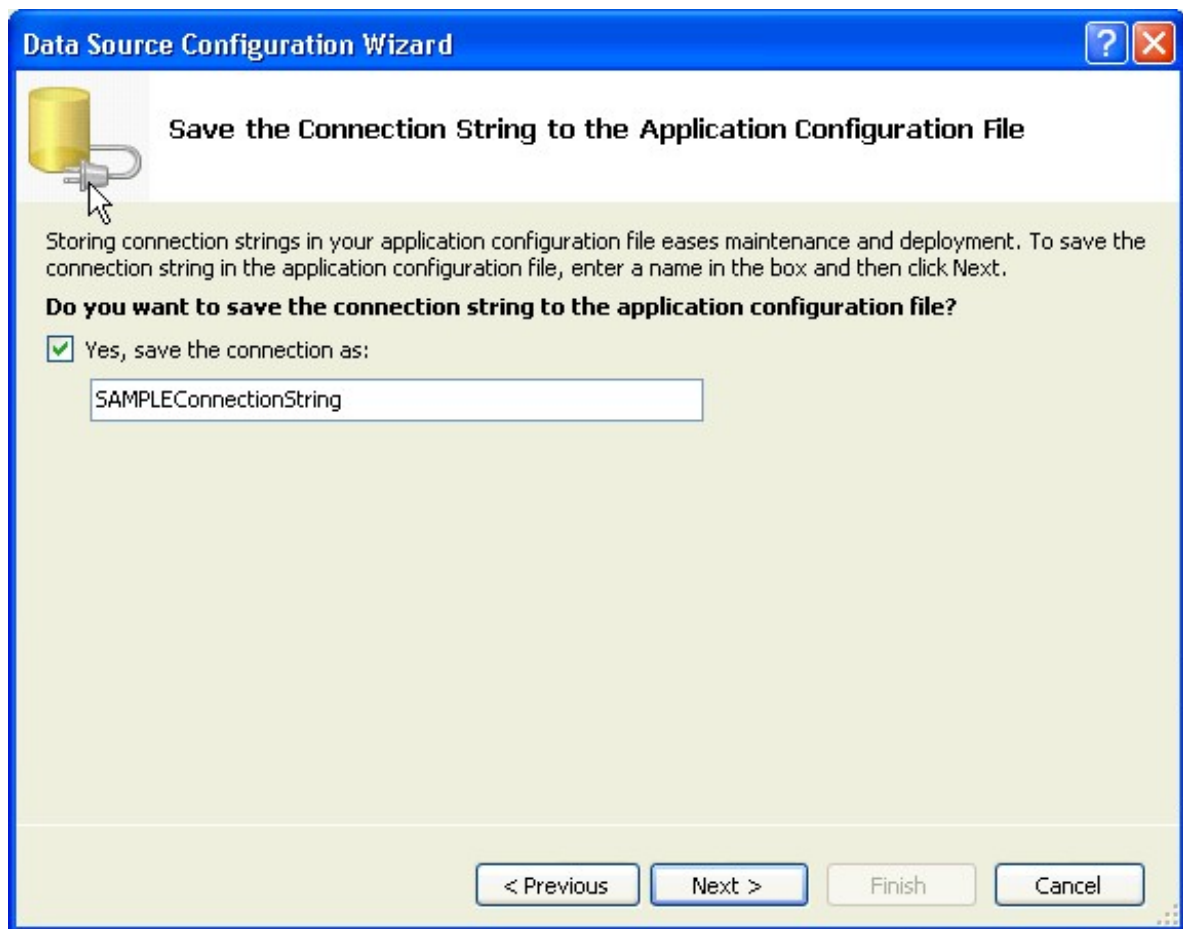 Data Source Configuration Wizard
Save the Connection String to the Application Configuration File
Storing connection strings in your application configuration file eases maintenance and deployment. To save the
connection string in the application configuration file, enter a name in the box and then click Next.
Do you want to save the connection string to the application configuration file?
Yes, save the connection as:
SAMPLEConnectionString
< Previous
Next >
Finish
Cancel